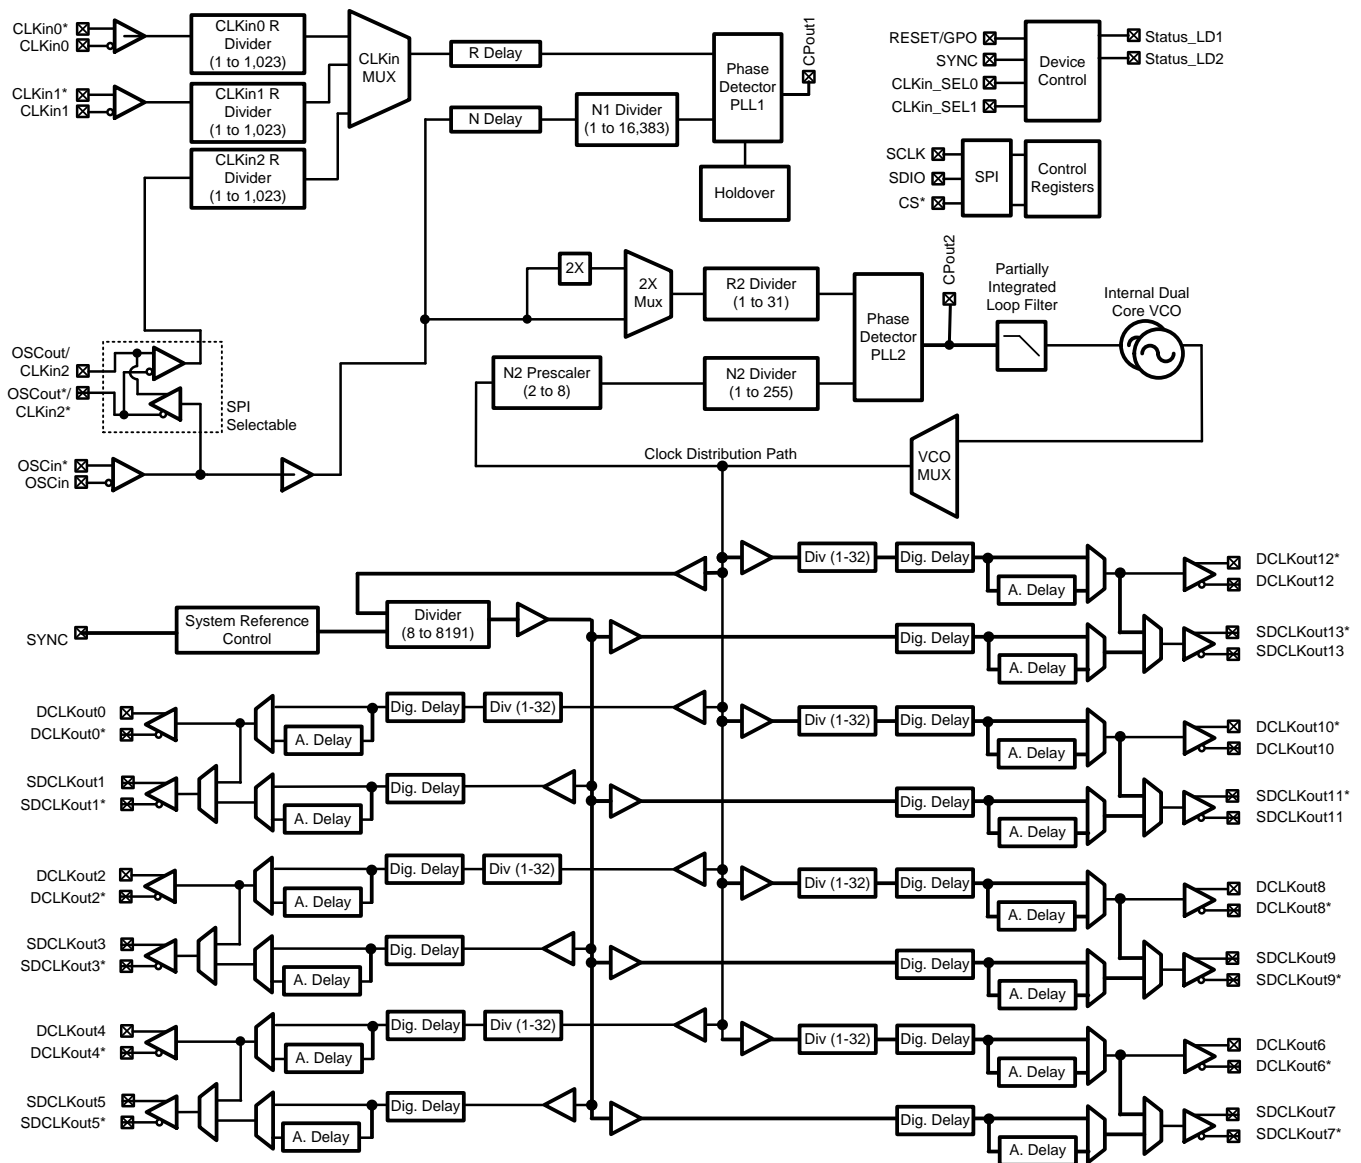 CLKin0*
CLKin0
CLKin0 R
Divider
(1 to 1,023)
CLKin1*
CLKin1
CLKin1 R
Divider
(1 to 1,023)
CLKin2 R
Divider
(1 to 1,023)
CLKin
MUX
R Delay
N Delay
N1 Divider
(1 to 16,383)
Phase
Detector
PLL1
CPout1
Holdover
RESET/GPO
SYNC
CLKin_SEL0
CLKin_SEL1
Device
Control
Status_LD1
Status_LD2
SCLK
SDIO
CS*
SPI
Control
Registers
2X
2X
Mux
R2 Divider
(1 to 31)
Phase
Detector
PLL2
CPout2
Partially
Integrated
Loop Filter
Internal Dual
Core VCO
N2 Prescaler
(2 to 8)
N2 Divider
(1 to 255)
OSCout/
CLKin2
OSCout*/
CLKin2*
SPI
Selectable
OSCin*
OSCin
Clock Distribution Path
VCO
MUX
SYNC
System Reference
Control
Divider
(8 to 8191)
Div (1-32)
Dig. Delay
A. Delay
DCLKout12*
DCLKout12
Dig. Delay
A. Delay
SDCLKout13*
SDCLKout13
DCLKout0
DCLKout0*
A. Delay
Dig. Delay
Div (1-32)
Div (1-32)
Dig. Delay
A. Delay
DCLKout10*
DCLKout10
SDCLKout1
SDCLKout1*
A. Delay
Dig. Delay
Dig. Delay
A. Delay
SDCLKout11*
SDCLKout11
DCLKout2
DCLKout2*
A. Delay
Dig. Delay
Div (1-32)
Div (1-32)
Dig. Delay
A. Delay
DCLKout8
DCLKout8*
SDCLKout3
SDCLKout3*
A. Delay
Dig. Delay
Dig. Delay
A. Delay
SDCLKout9
SDCLKout9*
DCLKout4
DCLKout4*
A. Delay
Dig. Delay
Div (1-32)
Div (1-32)
Dig. Delay
A. Delay
DCLKout6
DCLKout6*
SDCLKout5
SDCLKout5*
A. Delay
Dig. Delay
Dig. Delay
A. Delay
SDCLKout7
SDCLKout7*